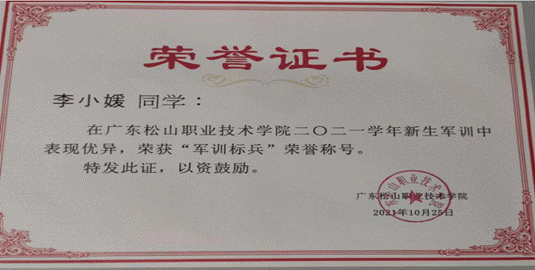 荣誉证书
李小媛 同学：
在广东松山职业技术学院二〇二一学年新生军训中
表现优异，荣获“军训标兵”荣誉称号。
特发此证，以资鼓励。
广东松山职业技术学院
2021年10月25日